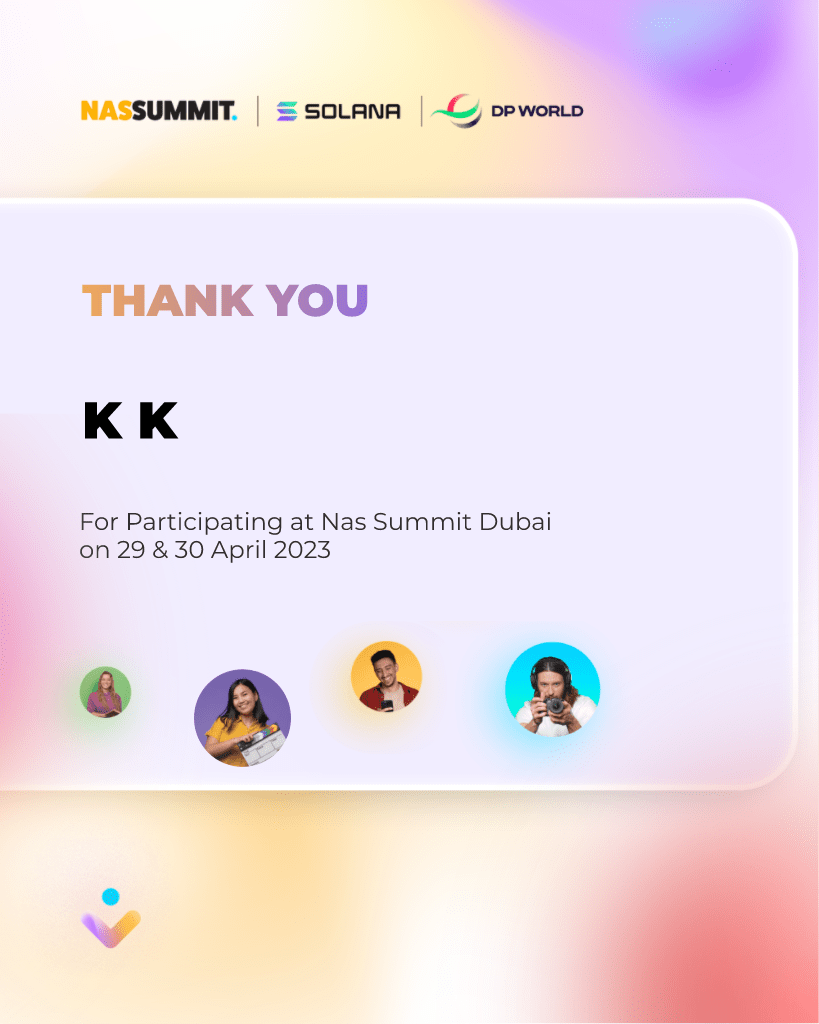 NASSUMMIT. | SOLANA | DP WORLD
THANK YOU
K K
For Participating at Nas Summit Dubai
on 29 & 30 April 2023